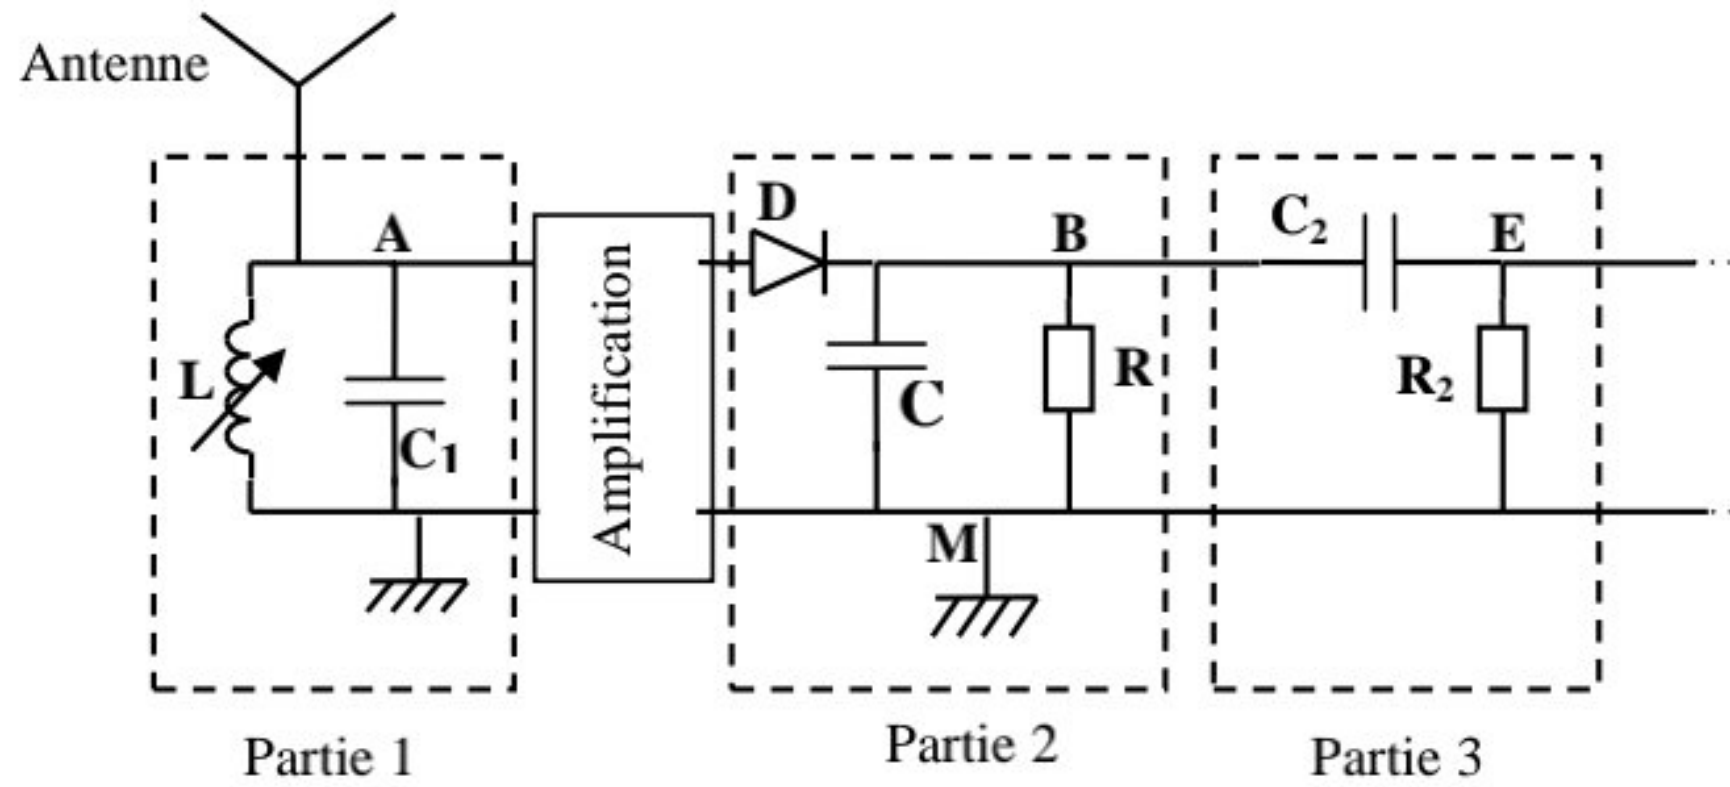 Antenne
D
A
B
C₂
E
L
C₁
Amplification
C
R
R₂
M
Partie 1
Partie 2
Partie 3